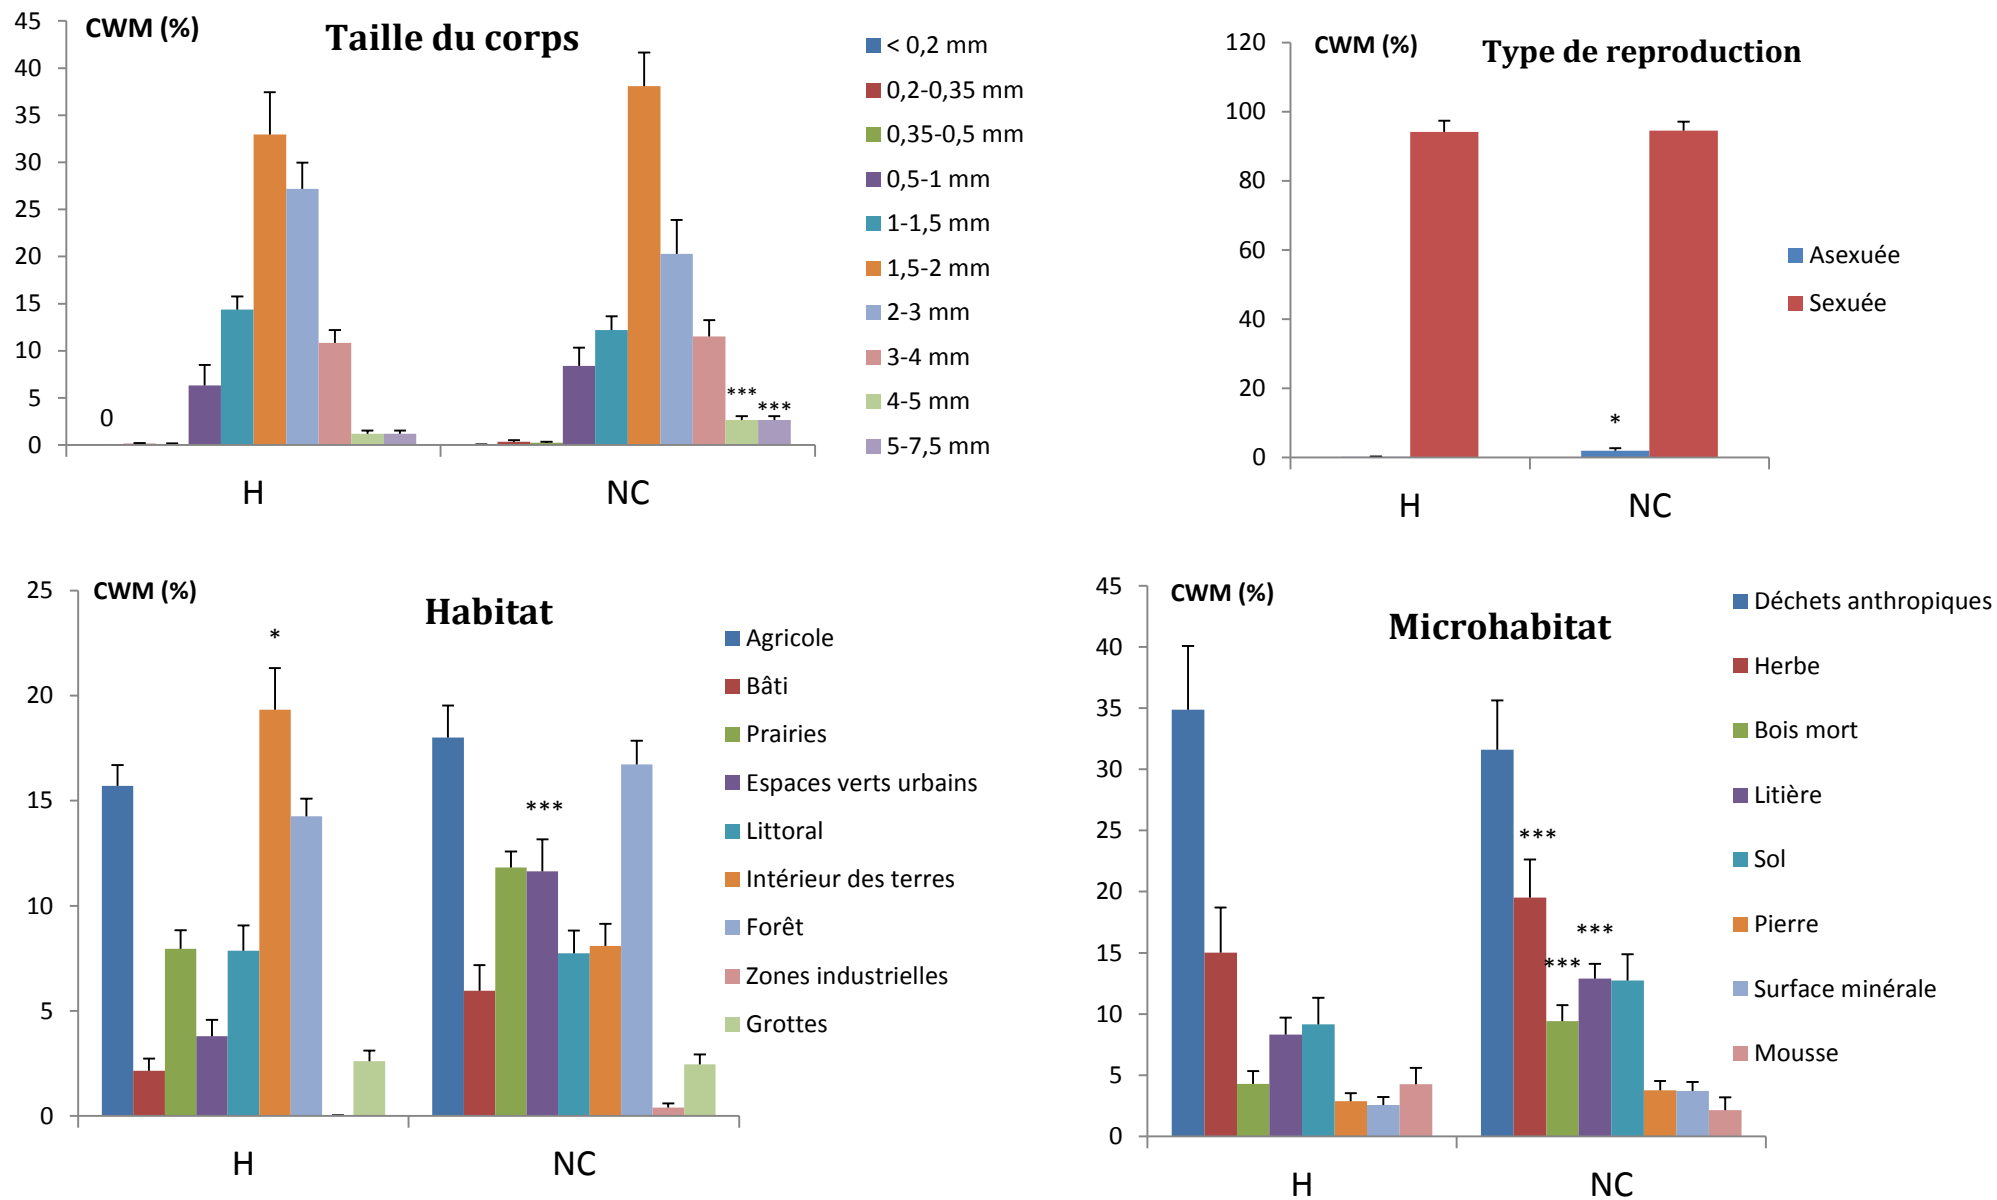 CWM (%)
Taille du corps
45
40
35
30
25
20
15
10
5
0
0
***
***
H
NC
< 0,2 mm
0,2-0,35 mm
0,35-0,5 mm
0,5-1 mm
1-1,5 mm
1,5-2 mm
2-3 mm
3-4 mm
4-5 mm
5-7,5 mm
CWM (%)
Type de reproduction
120
100
80
60
40
20
0
*
H
NC
Asexuée
Sexuée
CWM (%)
Habitat
25
20
15
10
5
0
*
***
H
NC
Agricole
Bâti
Prairies
Espaces verts urbains
Littoral
Intérieur des terres
Forêt
Zones industrielles
Grottes
CWM (%)
Microhabitat
45
40
35
30
25
20
15
10
5
0
***
***
***
H
NC
Déchets anthropiques
Herbe
Bois mort
Litière
Sol
Pierre
Surface minérale
Mousse